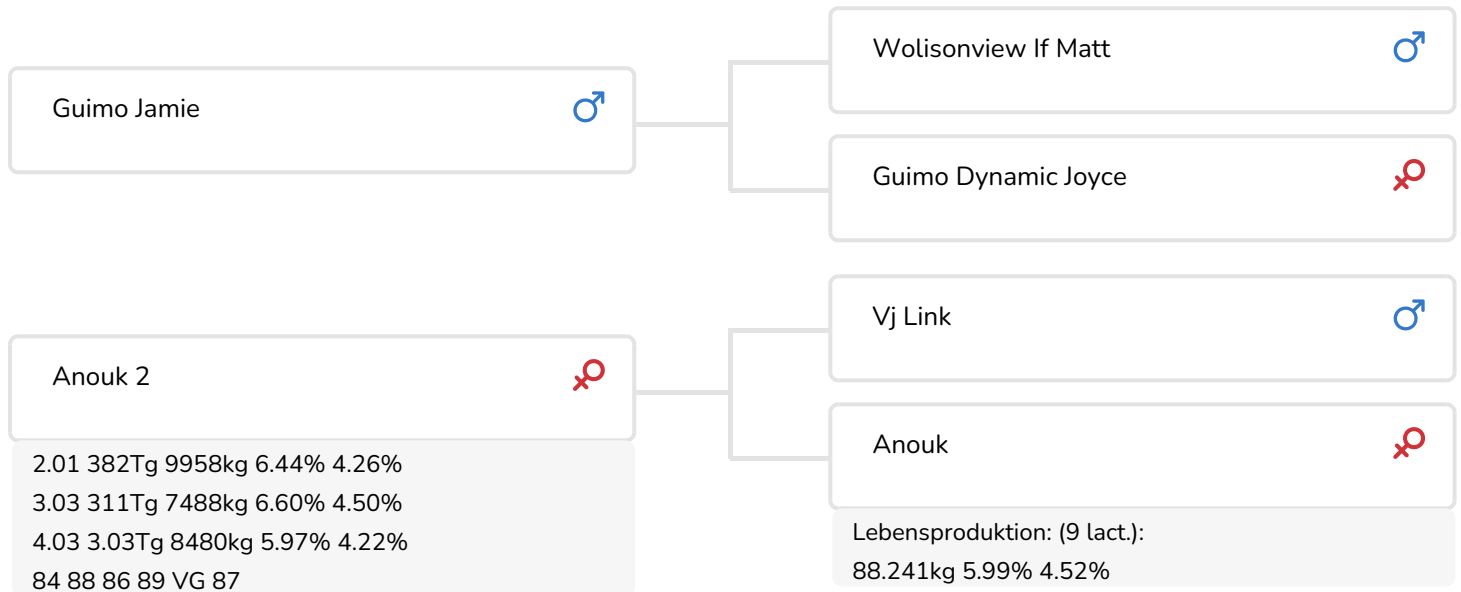 Guimo Jamie
Wolisonview If Matt
Guimo Dynamic Joyce
Anouk 2
2.01 382Tg 9958kg 6.44% 4.26%
3.03 311Tg 7488kg 6.60% 4.50%
4.03 3.03Tg 8480kg 5.97% 4.22%
84 88 86 89 VG 87
Vj Link
Anouk
Lebensproduktion: (9 lact.):
88.241kg 5.99% 4.52%